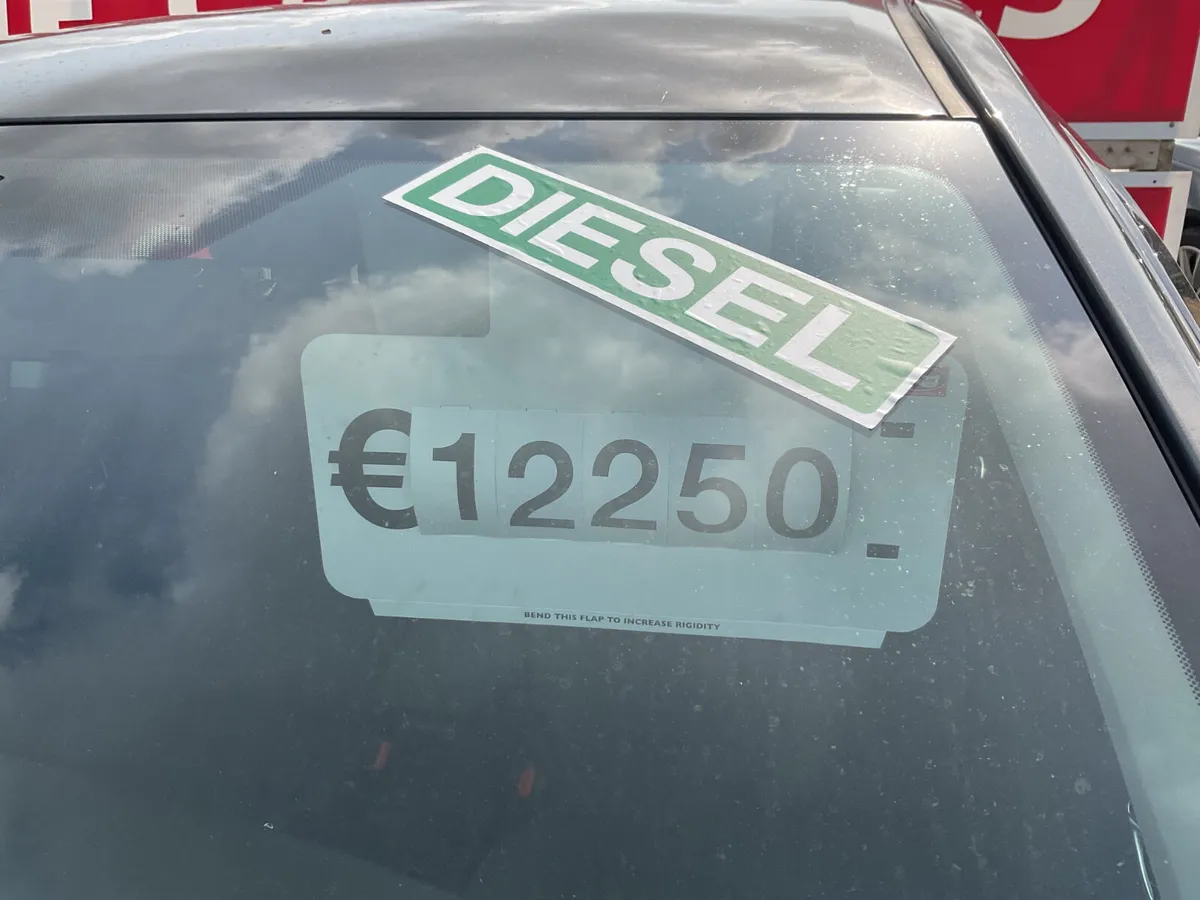 DIESEL
€12250
BEND THIS FLAP TO INCREASE RIGIDITY